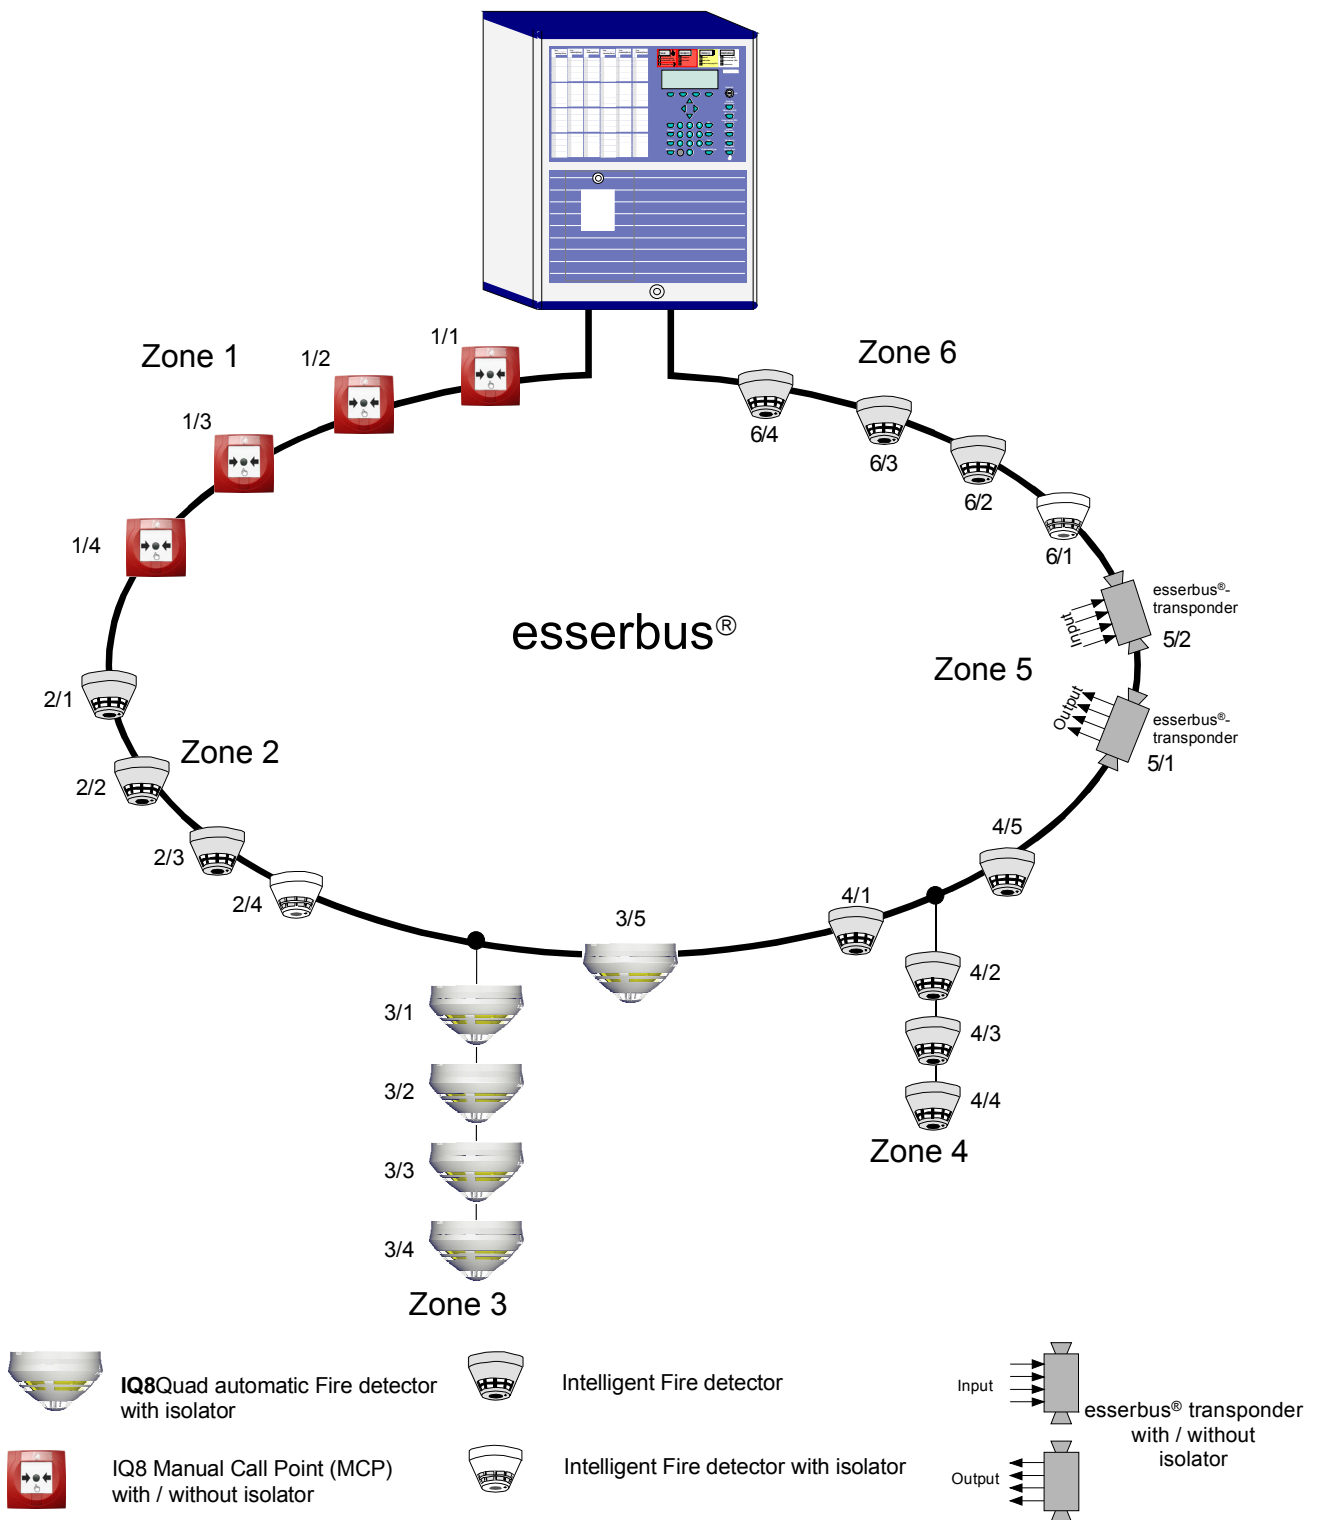 Zone 1
1/1
1/2
1/3
1/4
Zone 6
6/4
6/3
6/2
6/1
esserbus®
esserbus®-
transponder
5/2
Input
Zone 5
Output
esserbus®-
transponder
5/1
2/1
Zone 2
2/2
2/3
2/4
3/5
4/1
4/5
3/1
3/2
3/3
3/4
Zone 3
4/2
4/3
4/4
Zone 4
IQ8Quad automatic Fire detector
with isolator
Intelligent Fire detector
Input
esserbus® transponder
with / without
isolator
IQ8 Manual Call Point (MCP)
with / without isolator
Intelligent Fire detector with isolator
Output